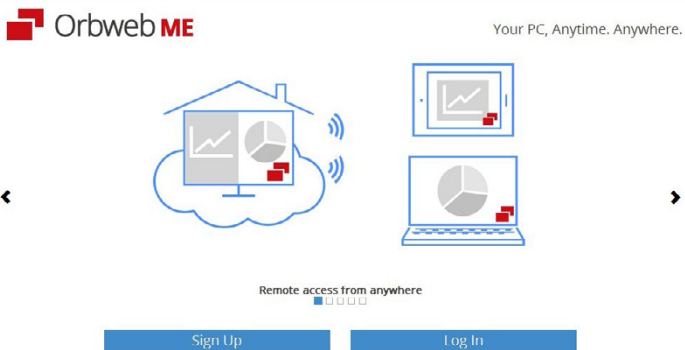 Orbweb ME
Your PC, Anytime. Anywhere.
Remote access from anywhere
Sign Up
Log In